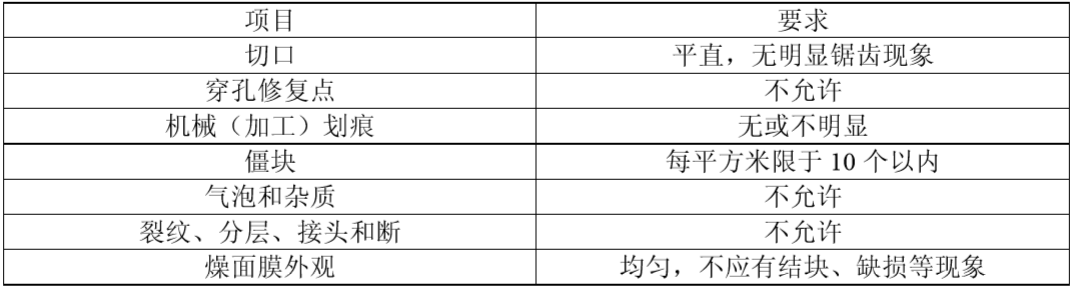 项目 要求
切口 平直，无明显锯齿现象
穿孔修复点 不允许
机械（加工）划痕 无或不明显
僵块 每平方米限于 10 个以内
气泡和杂质 不允许
裂纹、分层、接头和断 不允许
燥面膜外观 均匀，不应有结块、缺损等现象